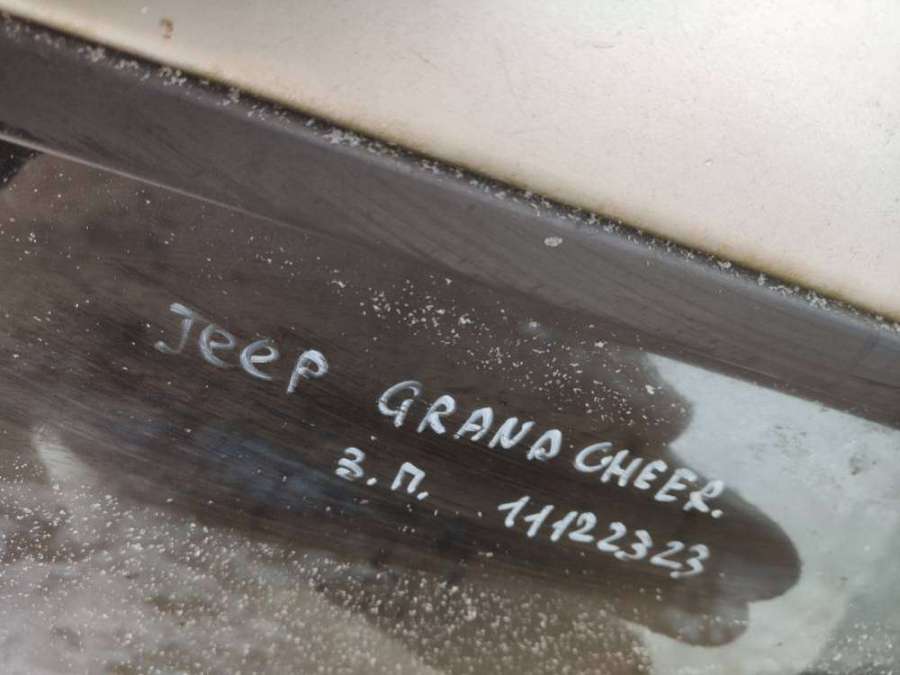 Jeep GRAND CHEER.
З.П. 11122323